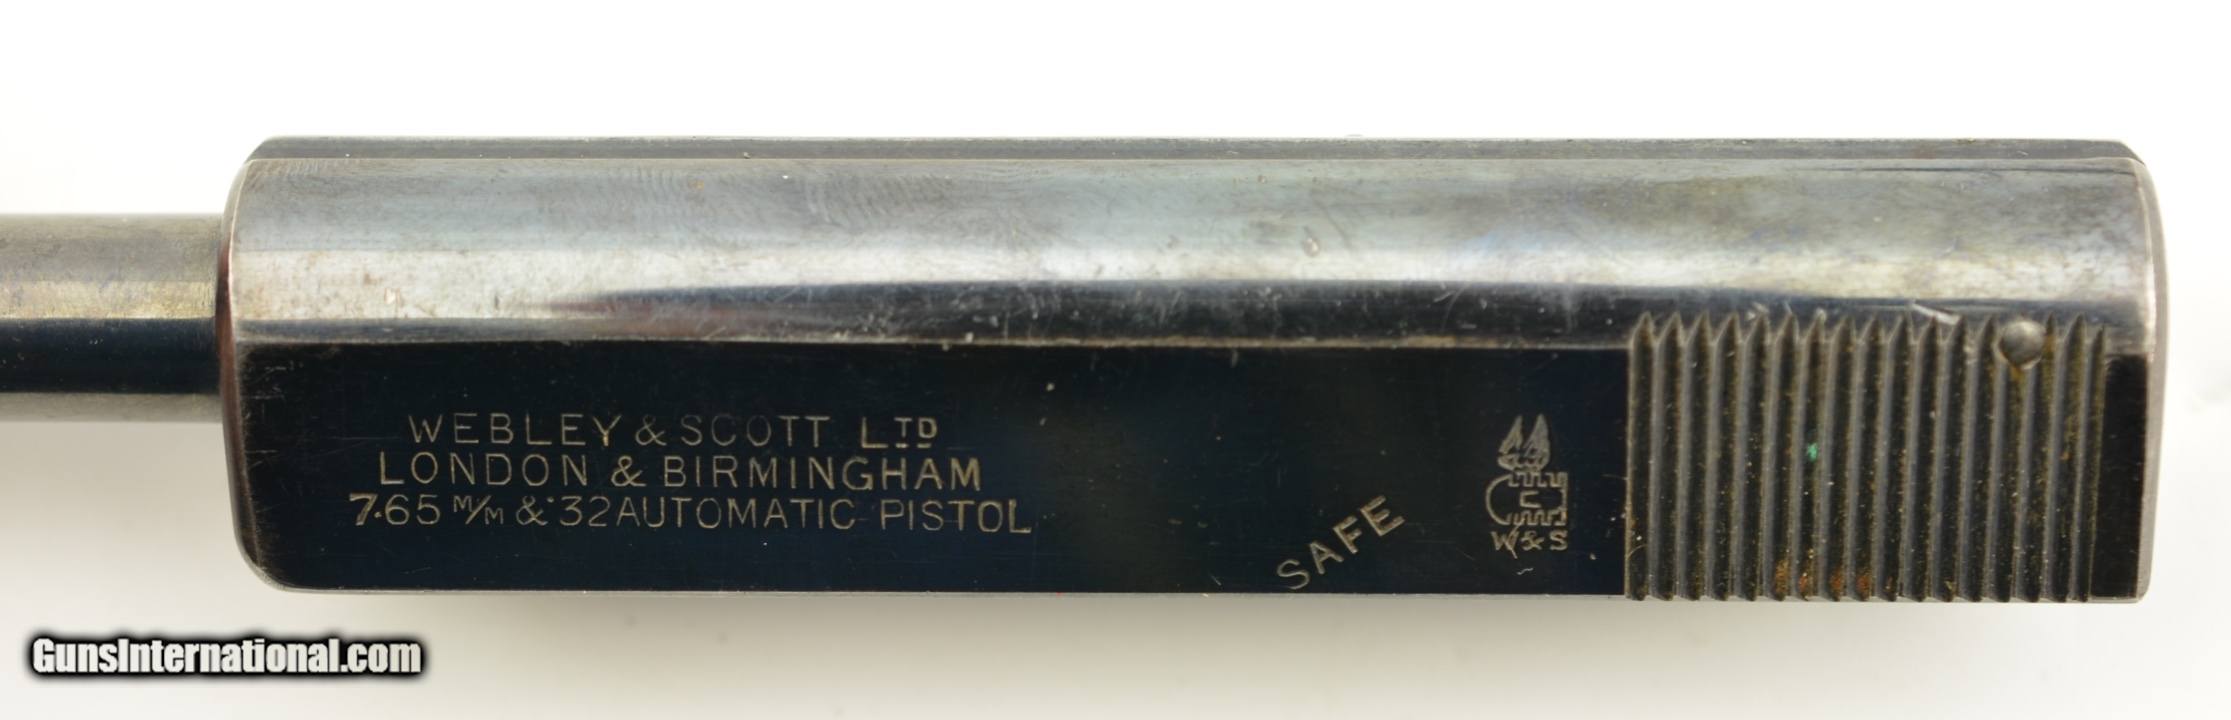 WEBLEY & SCOTT LTD
LONDON & BIRMINGHAM
7.65 M/M & .32 AUTOMATIC PISTOL
SAFE
C
W & S
GunsInternational.com